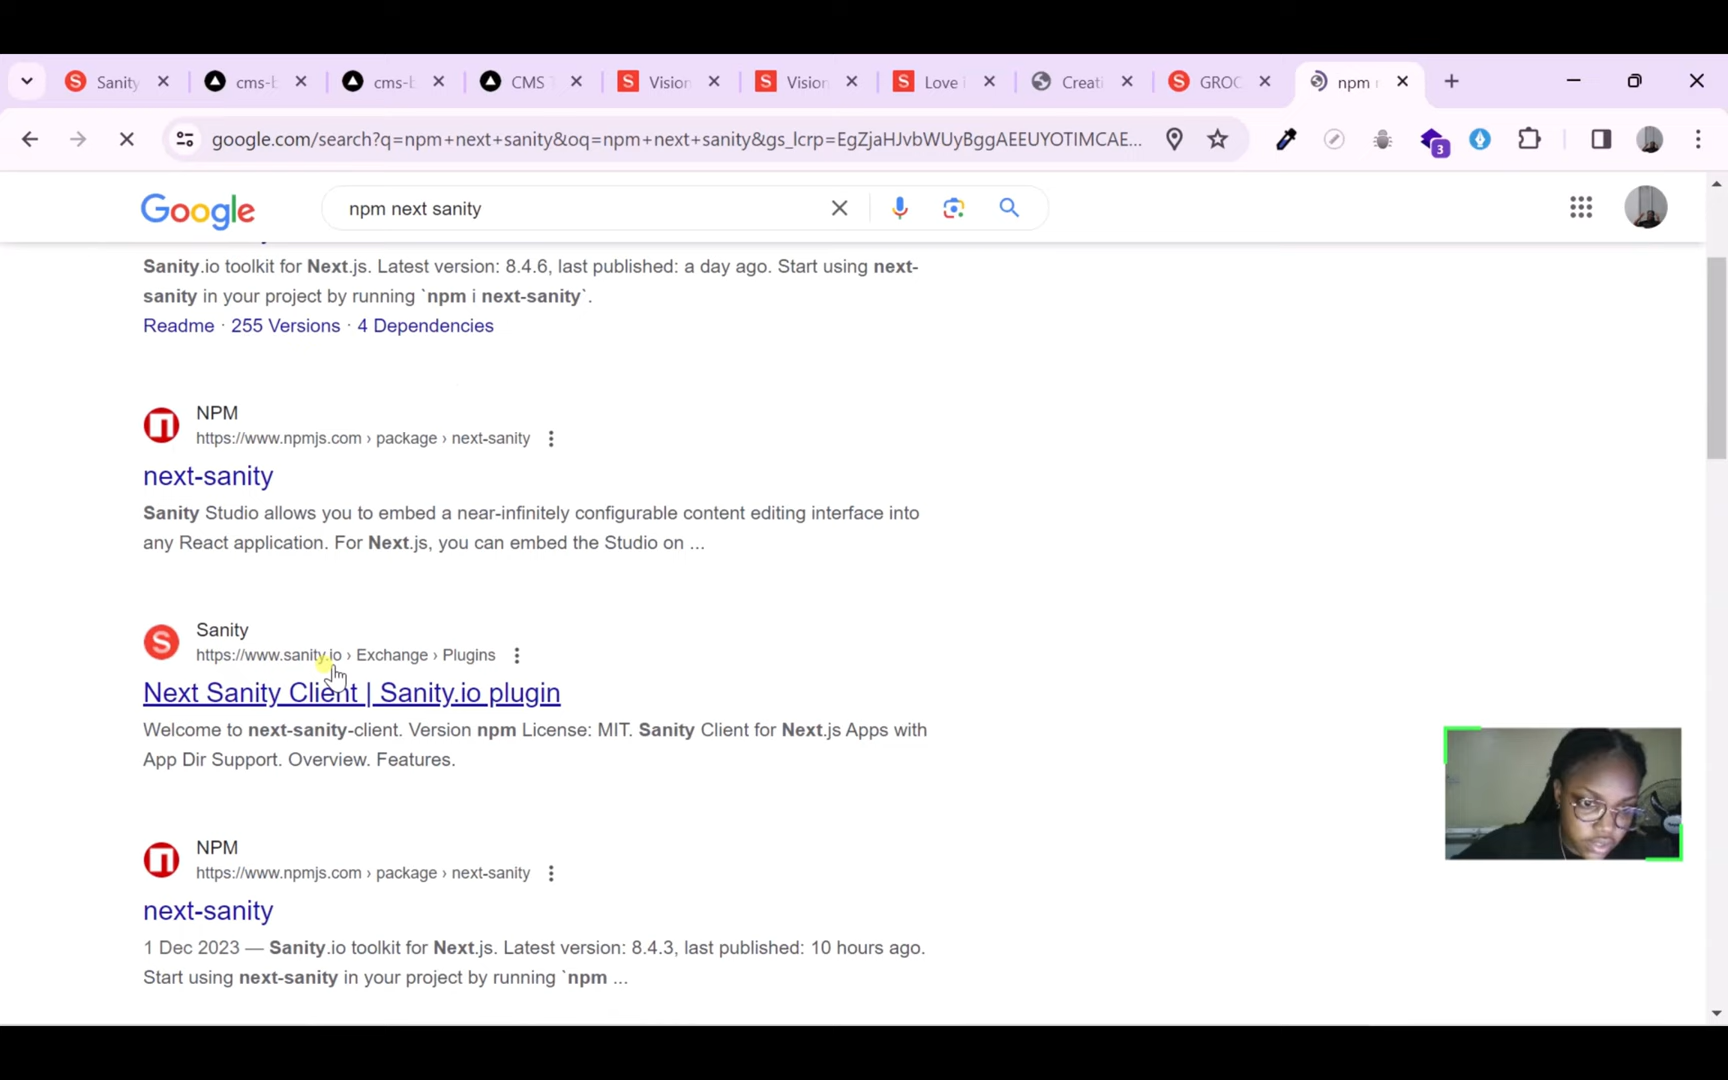 Sanity
cms-b
cms-b
CMS T
Vision
Vision
Love i
Creati
GROC
npm n
google.com/search?q=npm+next+sanity&oq=npm+next+sanity&gs_lcrp=EgZjaHJvbWUyBggAEEUYOTIMCAE...
3
Google
npm next sanity
Sanity.io toolkit for Next.js. Latest version: 8.4.6, last published: a day ago. Start using next-
sanity in your project by running `npm i next-sanity`.
Readme · 255 Versions · 4 Dependencies
NPM
https://www.npmjs.com › package › next-sanity
next-sanity
Sanity Studio allows you to embed a near-infinitely configurable content editing interface into
any React application. For Next.js, you can embed the Studio on ...
Sanity
https://www.sanity.io › Exchange › Plugins
Next Sanity Client | Sanity.io plugin
Welcome to next-sanity-client. Version npm License: MIT. Sanity Client for Next.js Apps with
App Dir Support. Overview. Features.
NPM
https://www.npmjs.com › package › next-sanity
next-sanity
1 Dec 2023 — Sanity.io toolkit for Next.js. Latest version: 8.4.3, last published: 10 hours ago.
Start using next-sanity in your project by running `npm ...